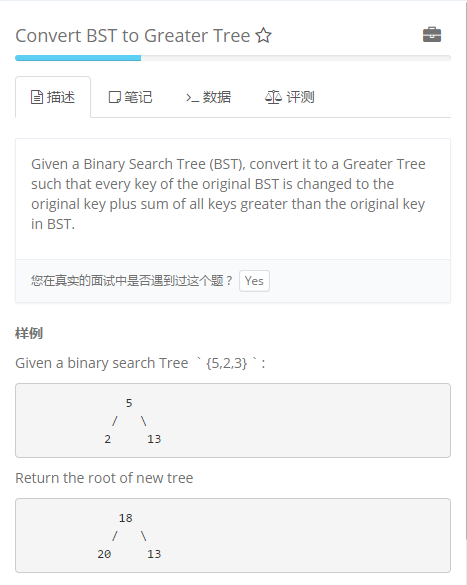 Convert BST to Greater Tree
描述 笔记 数据 评测
Given a Binary Search Tree (BST), convert it to a Greater Tree
such that every key of the original BST is changed to the
original key plus sum of all keys greater than the original key
in BST.
您在真实的面试中是否遇到过这个题？ Yes
样例
Given a binary search Tree ` {5,2,3} ` :
5
/ \
2 13
Return the root of new tree
18
/ \
20 13